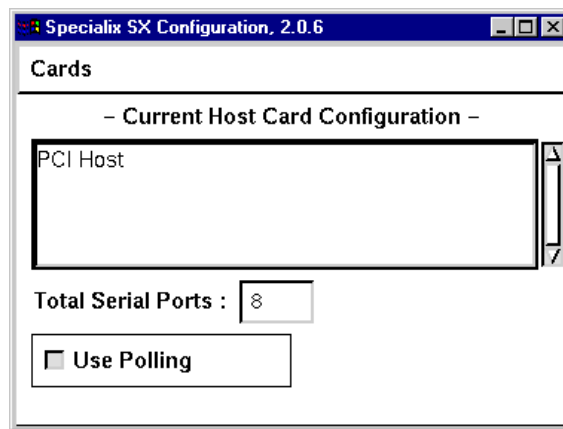 Specialix SX Configuration, 2.0.6
Cards
– Current Host Card Configuration –
PCI Host
Total Serial Ports : 8
Use Polling